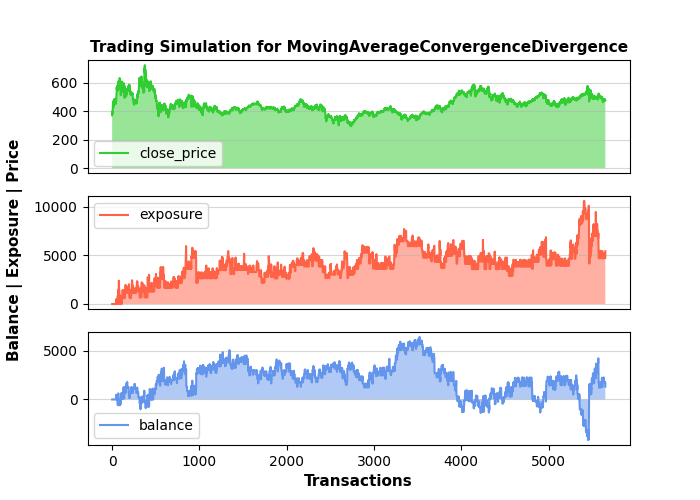 Trading Simulation for MovingAverageConvergenceDivergence
600
400
200
0
close_price
10000
5000
0
exposure
5000
0
balance
0 1000 2000 3000 4000 5000
Transactions
Balance | Exposure | Price